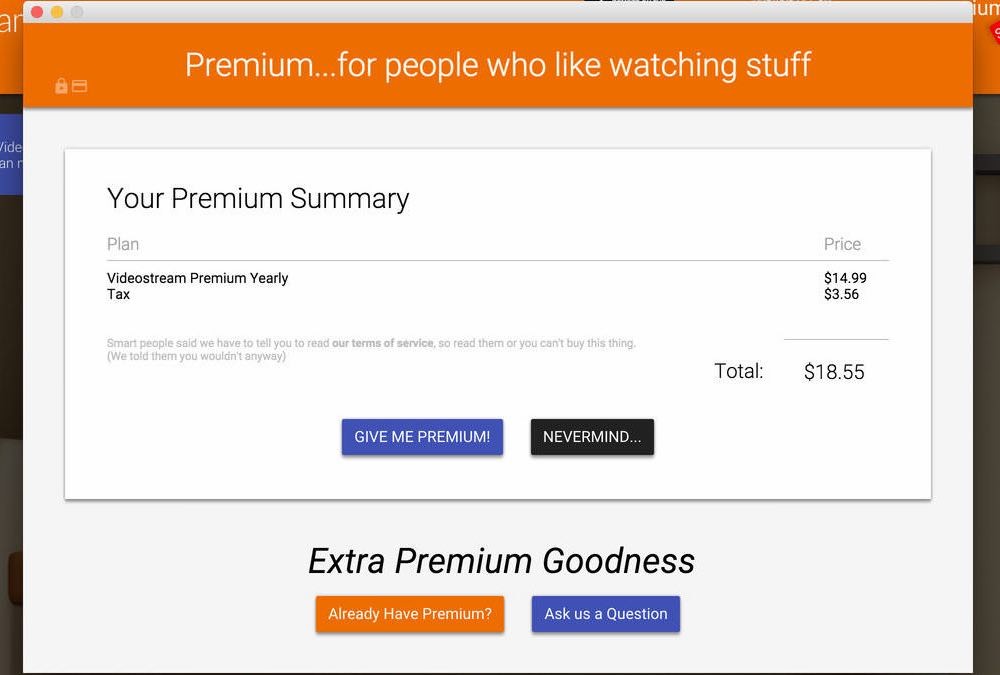 Premium...for people who like watching stuff
Your Premium Summary
Plan Price
Videostream Premium Yearly $14.99
Tax $3.56
Smart people said we have to tell you to read our terms of service, so read them or you can't buy this thing.
(We told them you wouldn't anyway)
Total: $18.55
GIVE ME PREMIUM! NEVERMIND...
Extra Premium Goodness
Already Have Premium? Ask us a Question